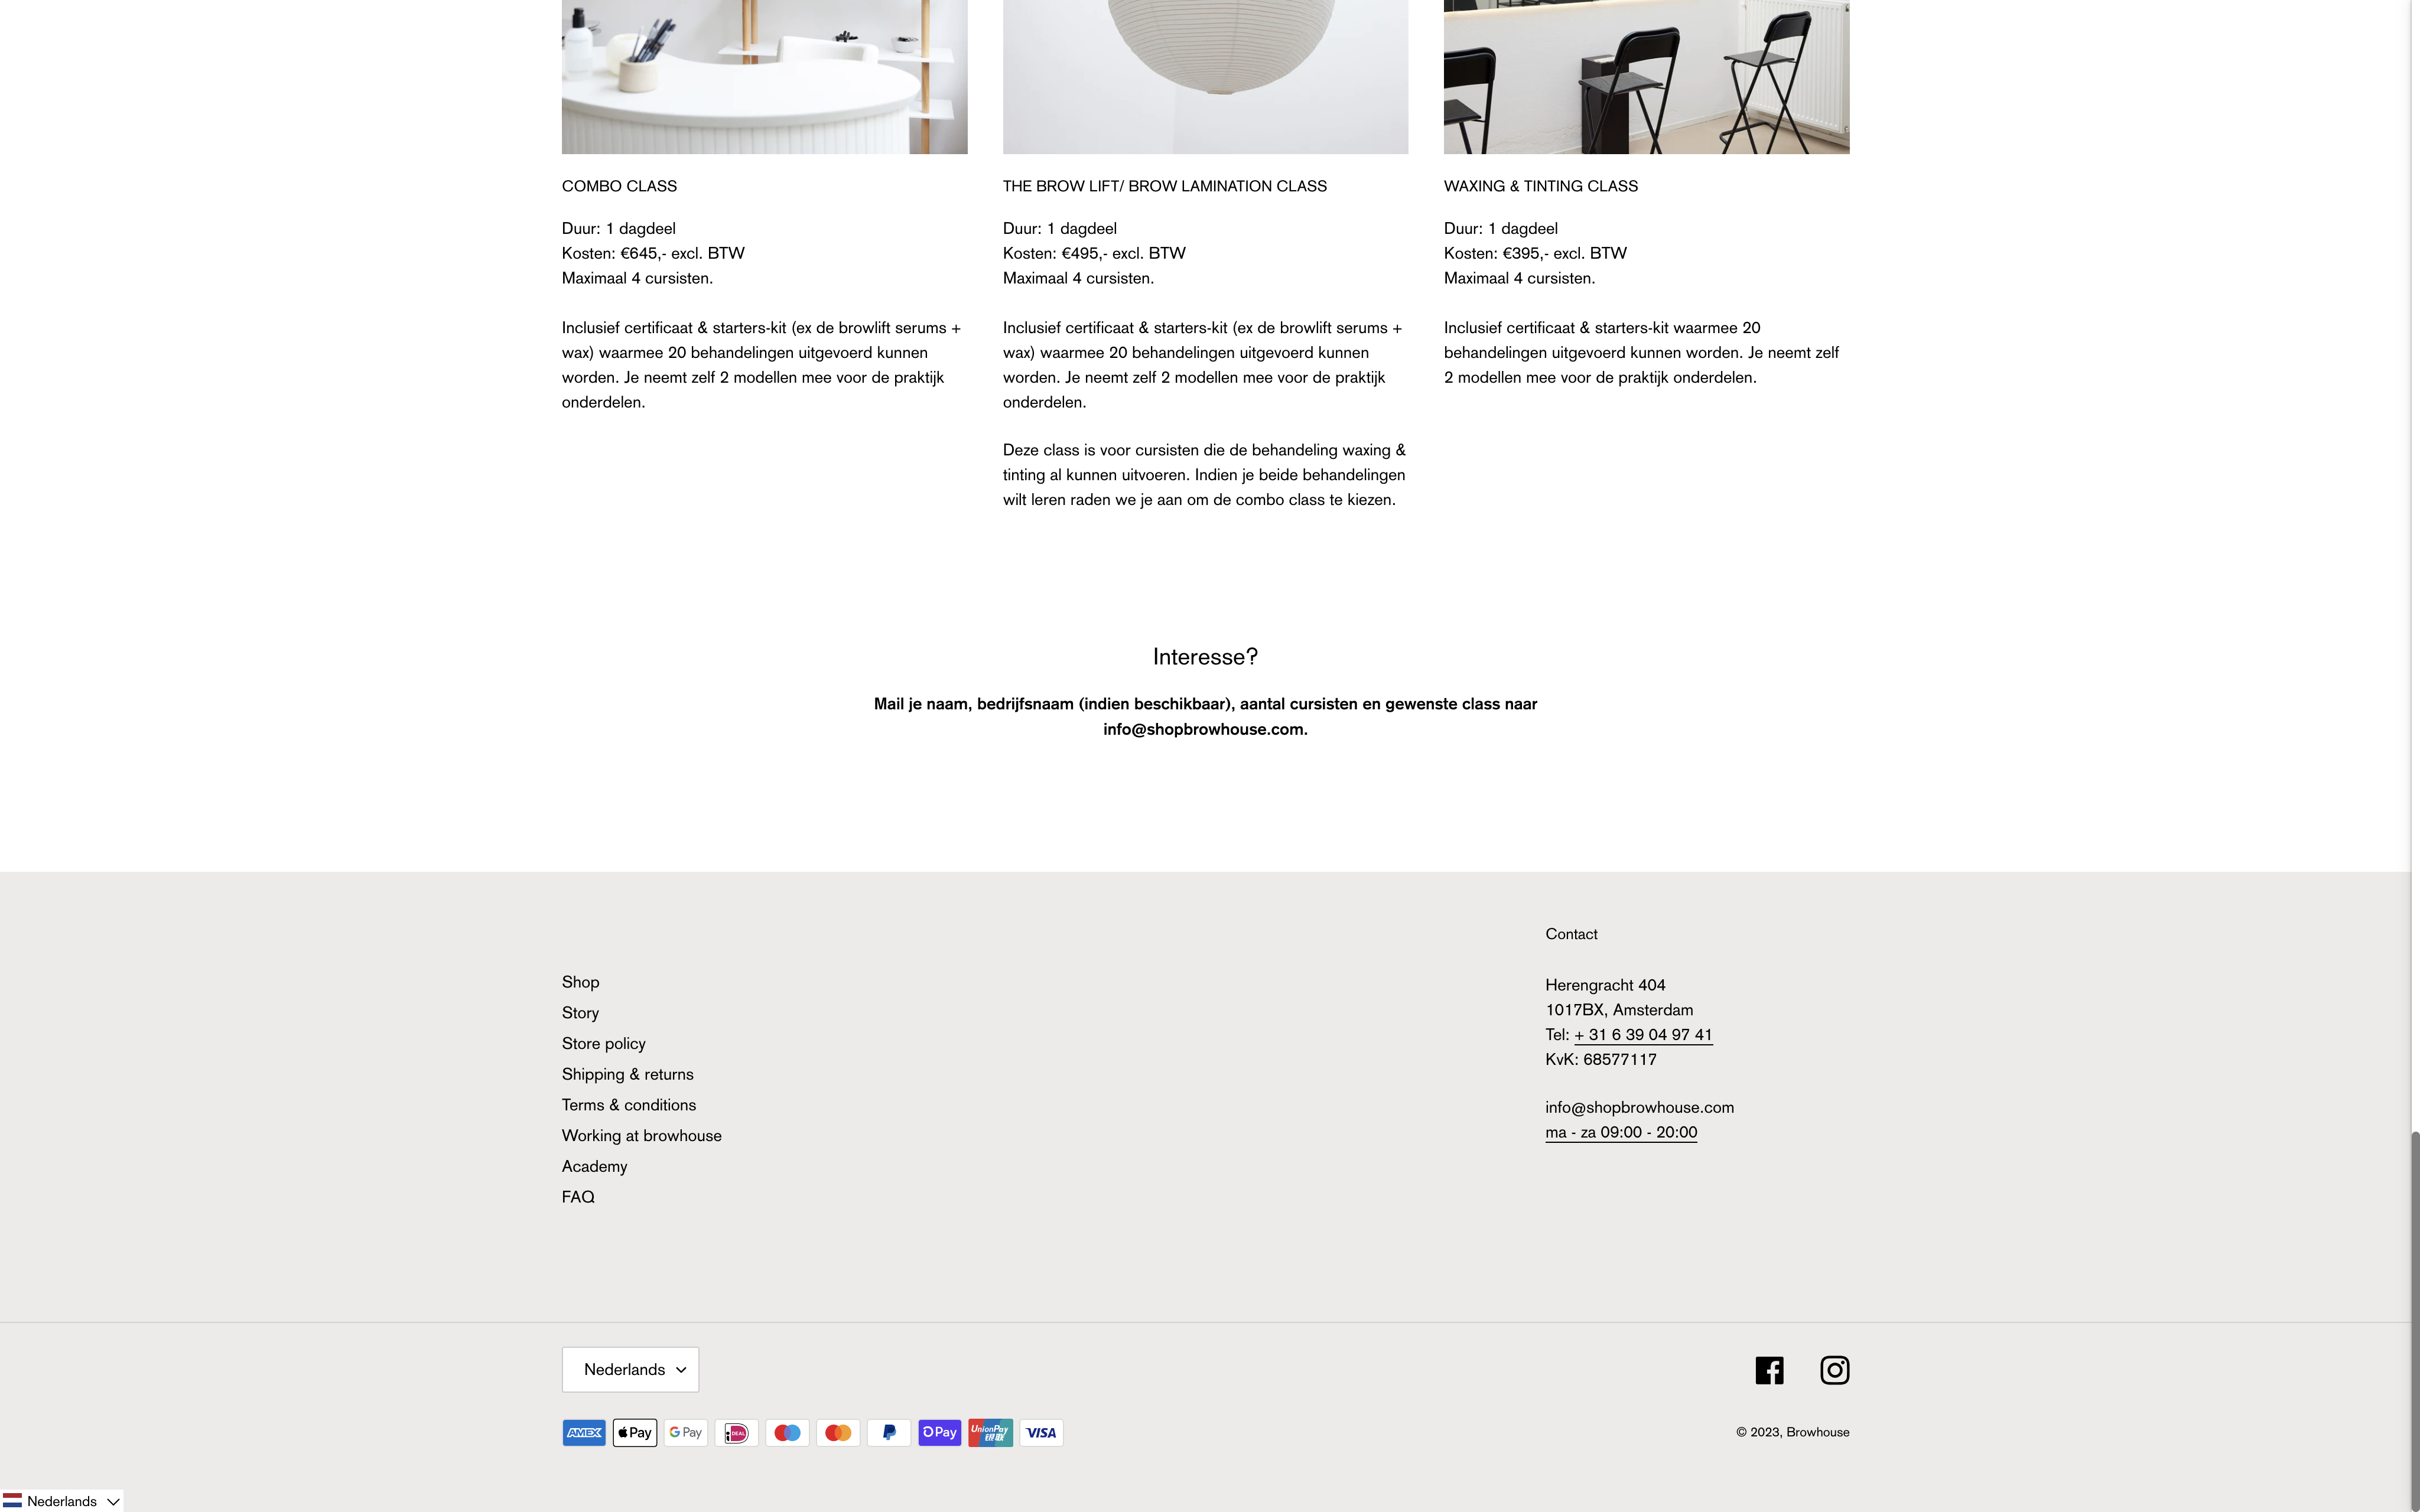 COMBO CLASS
Duur: 1 dagdeel
Kosten: €645,- excl. BTW
Maximaal 4 cursisten.
Inclusief certificaat & starters-kit (ex de browlift serums +
wax) waarmee 20 behandelingen uitgevoerd kunnen
worden. Je neemt zelf 2 modellen mee voor de praktijk
onderdelen.
THE BROW LIFT/ BROW LAMINATION CLASS
Duur: 1 dagdeel
Kosten: €495,- excl. BTW
Maximaal 4 cursisten.
Inclusief certificaat & starters-kit (ex de browlift serums +
wax) waarmee 20 behandelingen uitgevoerd kunnen
worden. Je neemt zelf 2 modellen mee voor de praktijk
onderdelen.
Deze class is voor cursisten die de behandeling waxing &
tinting al kunnen uitvoeren. Indien je beide behandelingen
wilt leren raden we je aan om de combo class te kiezen.
WAXING & TINTING CLASS
Duur: 1 dagdeel
Kosten: €395,- excl. BTW
Maximaal 4 cursisten.
Inclusief certificaat & starters-kit waarmee 20
behandelingen uitgevoerd kunnen worden. Je neemt zelf
2 modellen mee voor de praktijk onderdelen.
Interesse?
Mail je naam, bedrijfsnaam (indien beschikbaar), aantal cursisten en gewenste class naar
info@shopbrowhouse.com.
Shop
Story
Store policy
Shipping & returns
Terms & conditions
Working at browhouse
Academy
FAQ
Contact
Herengracht 404
1017BX, Amsterdam
Tel: + 31 6 39 04 97 41
KvK: 68577117
info@shopbrowhouse.com
ma - za 09:00 - 20:00
Nederlands
AMEX Pay G Pay iDEAL Pay UnionPay 银联 VISA
© 2023, Browhouse
Nederlands